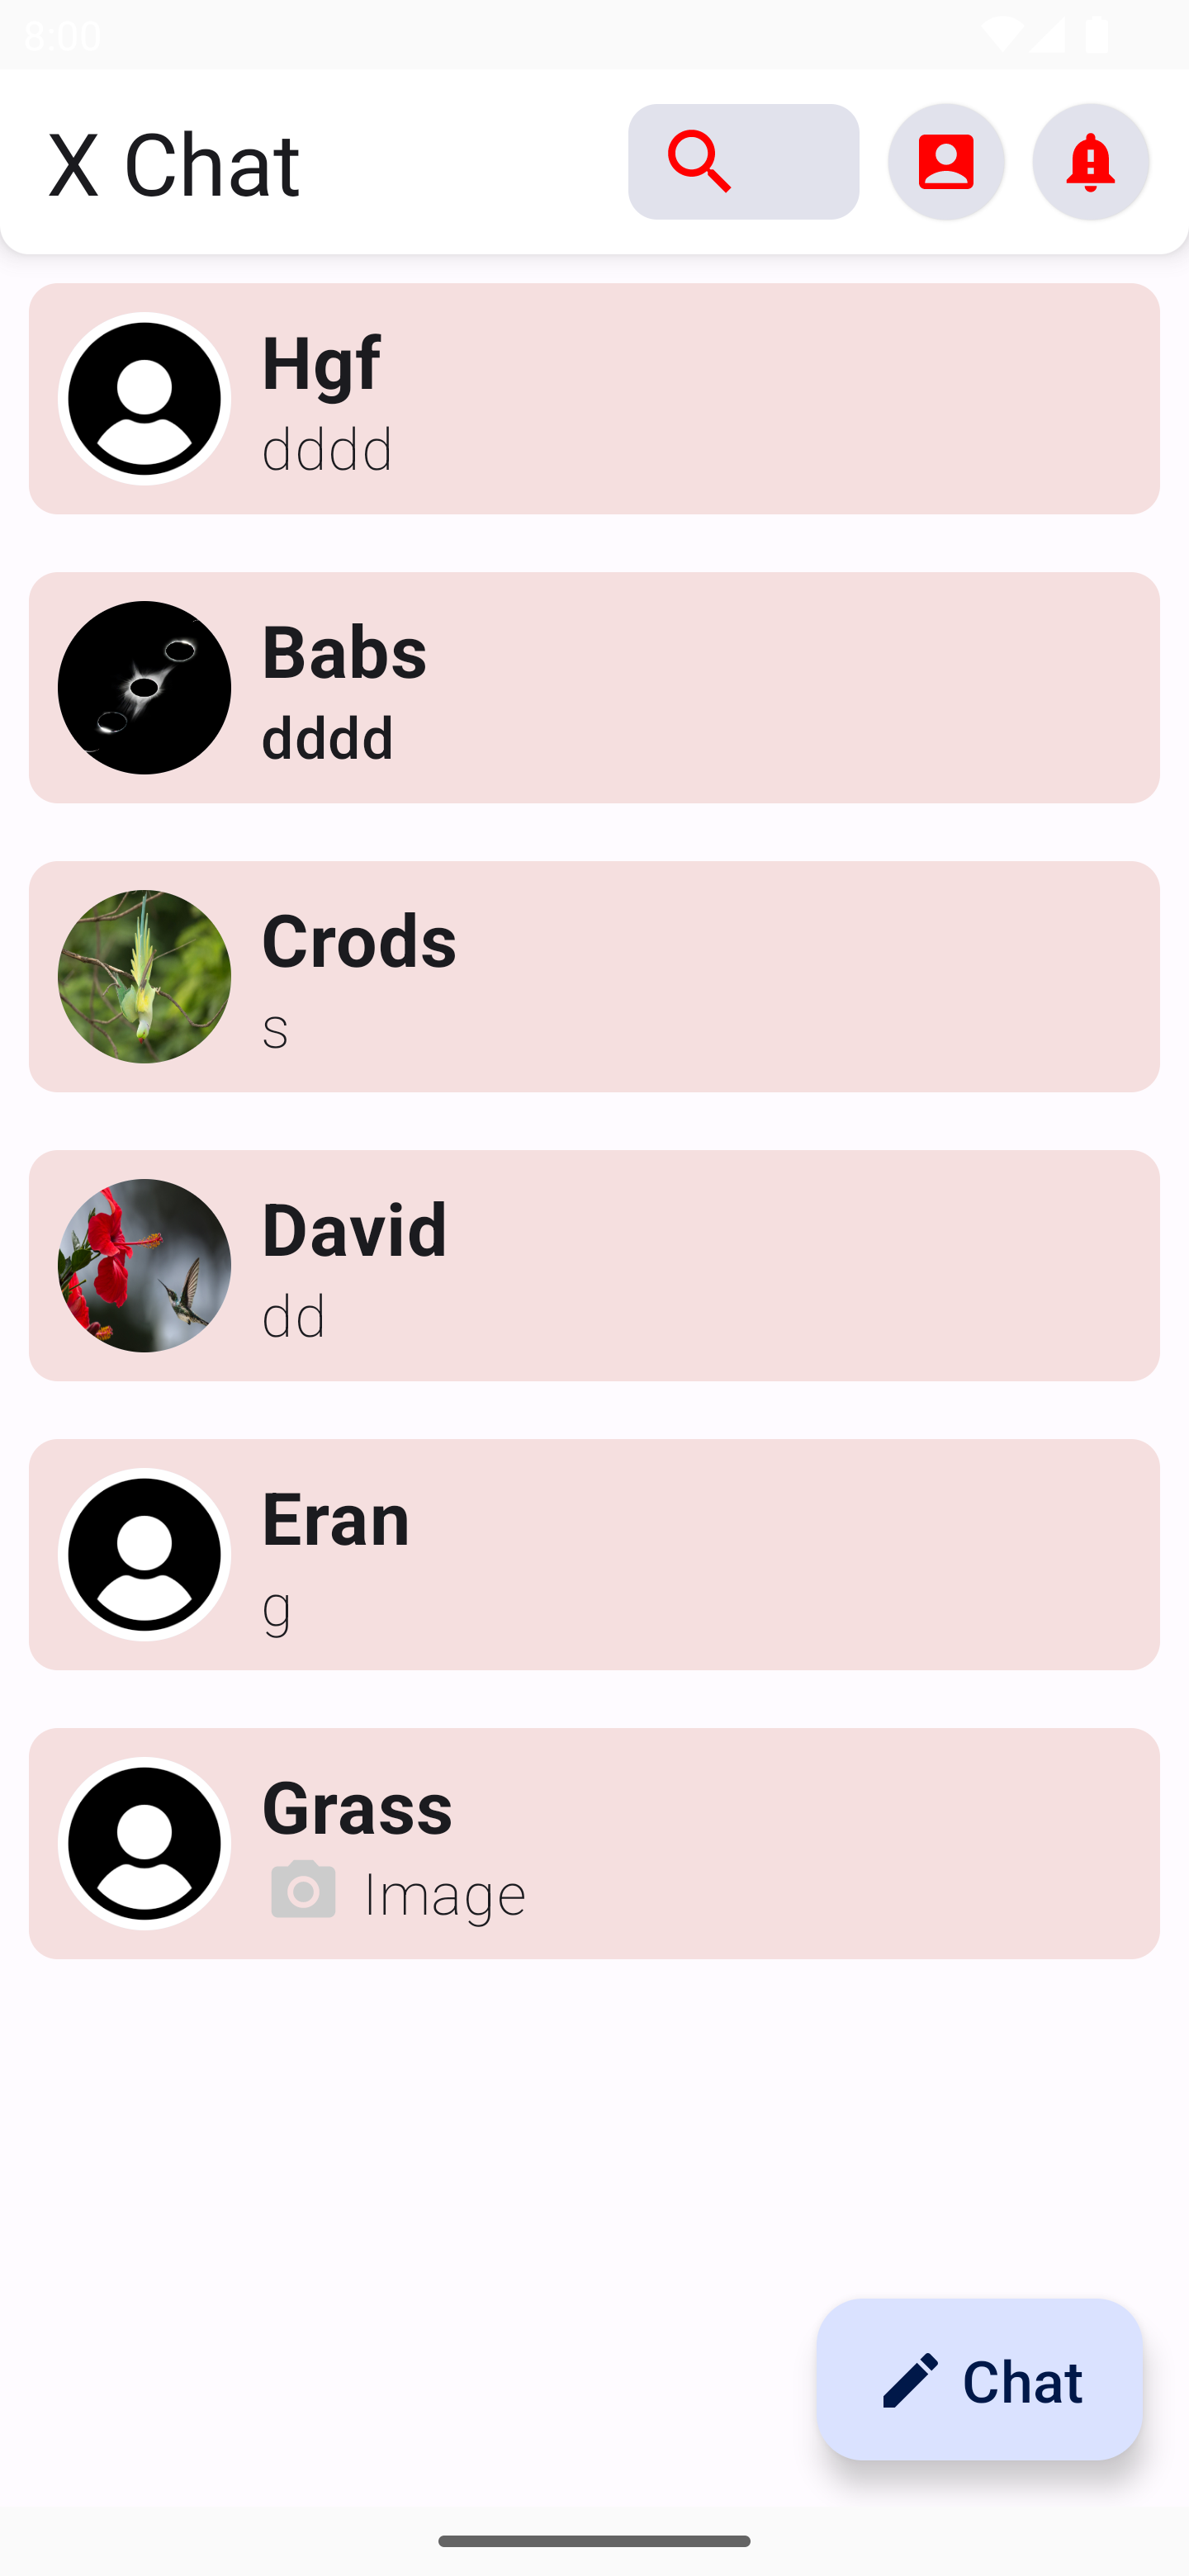 8:00
X Chat
Hgf
dddd
Babs
dddd
Crods
s
David
dd
Eran
g
Grass
Image
Chat